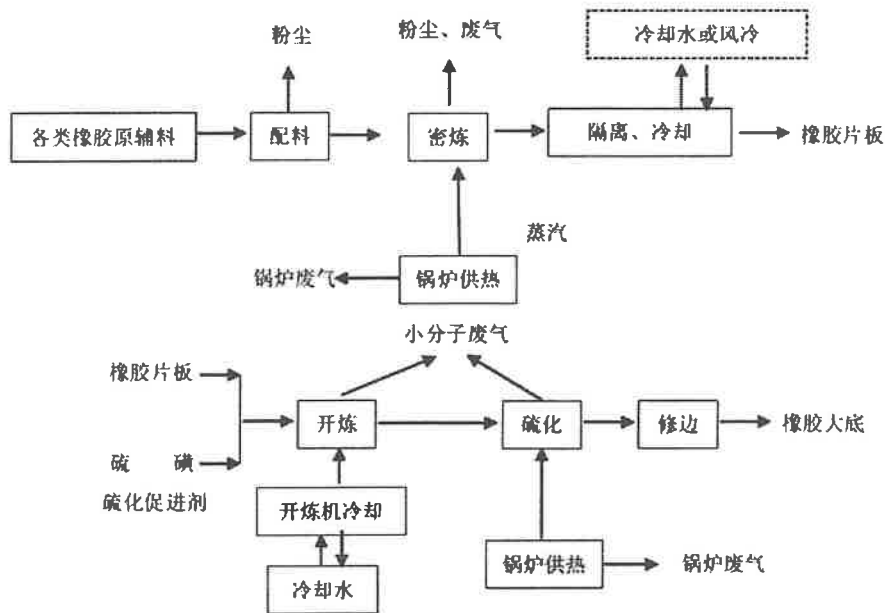 粉尘
粉尘、废气
冷却水或风冷
各类橡胶原辅料
配料
密炼
隔离、冷却
橡胶片板
蒸汽
锅炉废气
锅炉供热
小分子废气
橡胶片板
开炼
硫化
修边
橡胶大底
硫 磺
硫化促进剂
开炼机冷却
冷却水
锅炉供热
锅炉废气